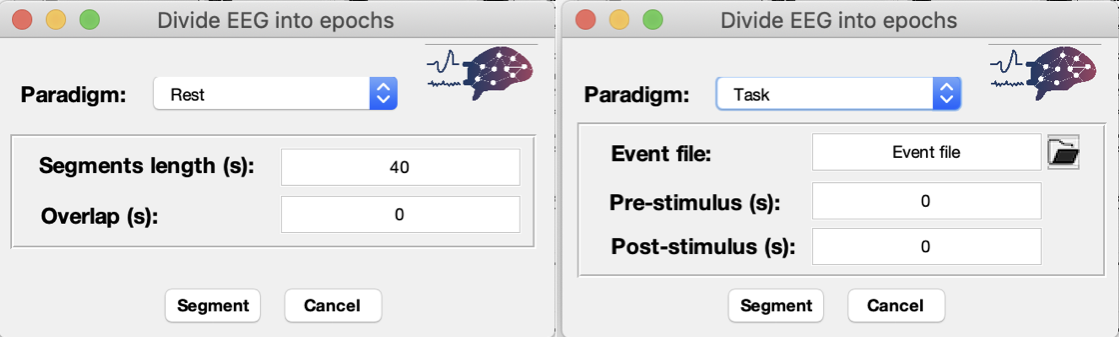 Divide EEG into epochs
Paradigm: Rest
Segments length (s): 40
Overlap (s): 0
Segment Cancel
Divide EEG into epochs
Paradigm: Task
Event file: Event file
Pre-stimulus (s): 0
Post-stimulus (s): 0
Segment Cancel